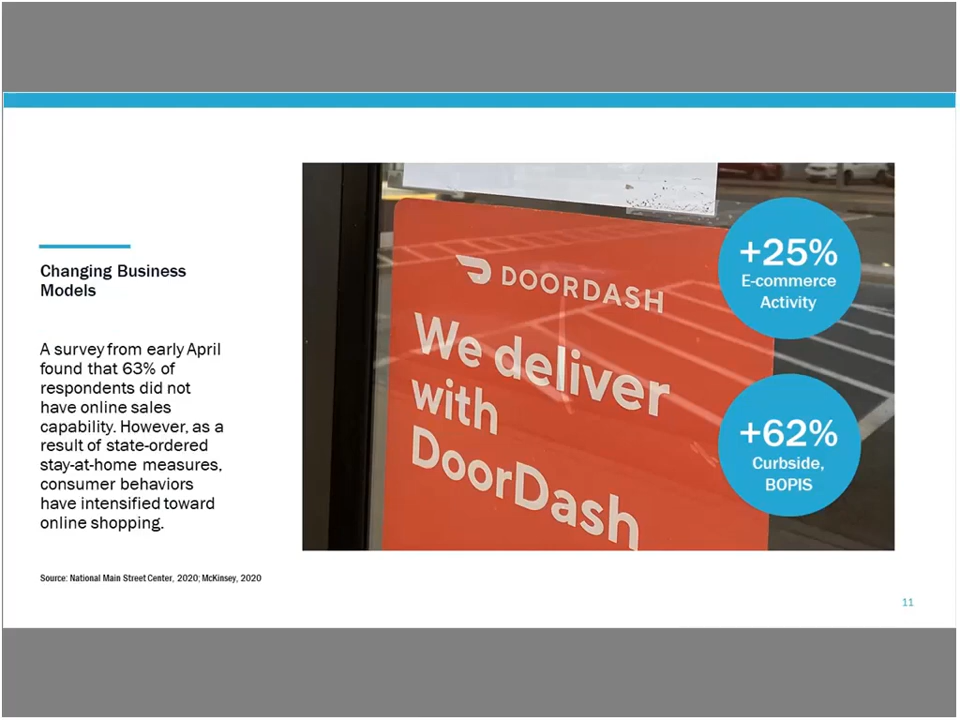 Changing Business
Models
A survey from early April
found that 63% of
respondents did not
have online sales
capability. However, as a
result of state-ordered
stay-at-home measures,
consumer behaviors
have intensified toward
online shopping.
Source: National Main Street Center, 2020; McKinsey, 2020
DOORDASH
We deliver
with
DoorDash
+25%
E-commerce
Activity
+62%
Curbside,
BOPIS
11